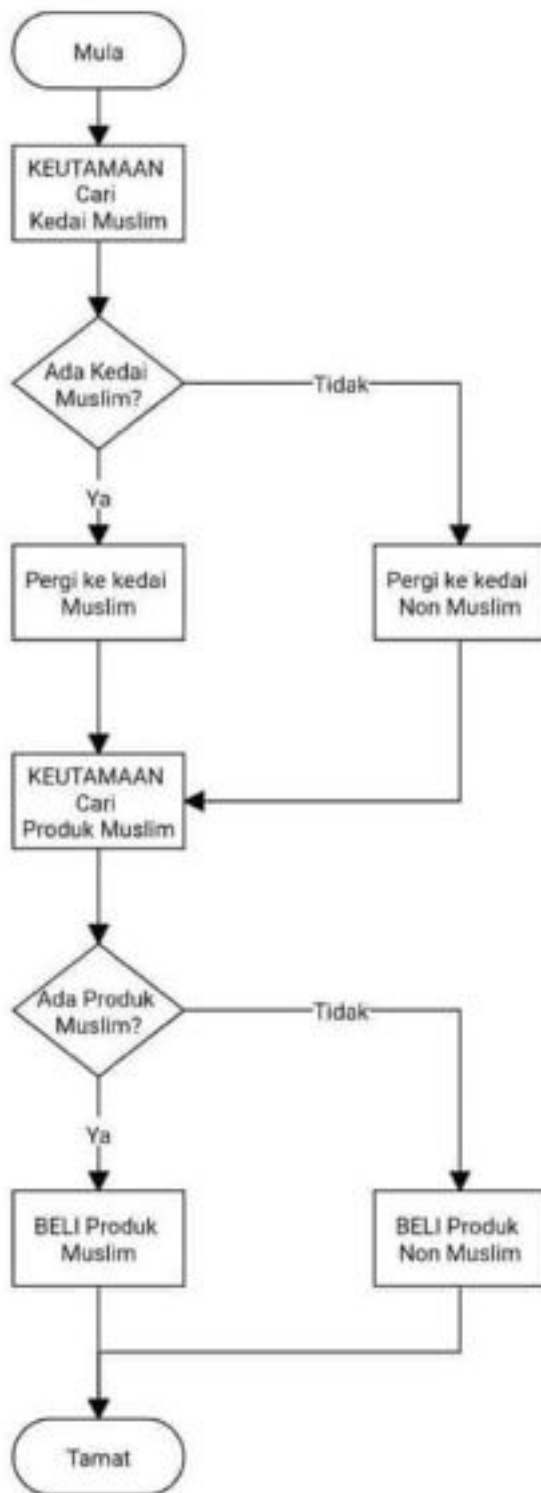 Mula
KEUTAMAAN
Cari
Kedai Muslim
Ada Kedai
Muslim?
Tidak
Ya
Pergi ke kedai
Muslim
Pergi ke kedai
Non Muslim
KEUTAMAAN
Cari
Produk Muslim
Ada Produk
Muslim?
Tidak
Ya
BELI Produk
Muslim
BELI Produk
Non Muslim
Tamat